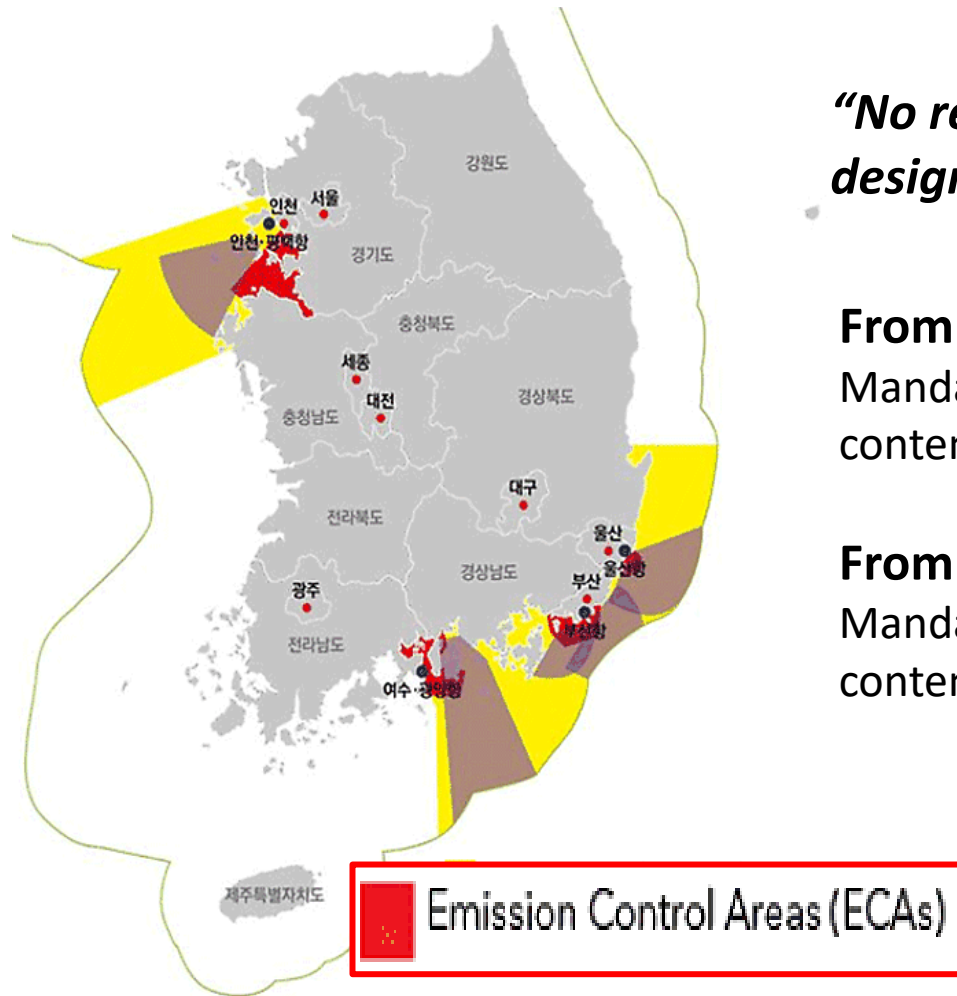 “No re
design
강원도
인천
서울
인천·평택항
경기도
From
Manda
conten
충청북도
세종
대전
충청남도
경상북도
대구
전라북도
울산
울산항
경상남도
부산
부산항
광주
전라남도
여수·광양항
From
Manda
conten
제주특별자치도
Emission Control Areas (ECAs)